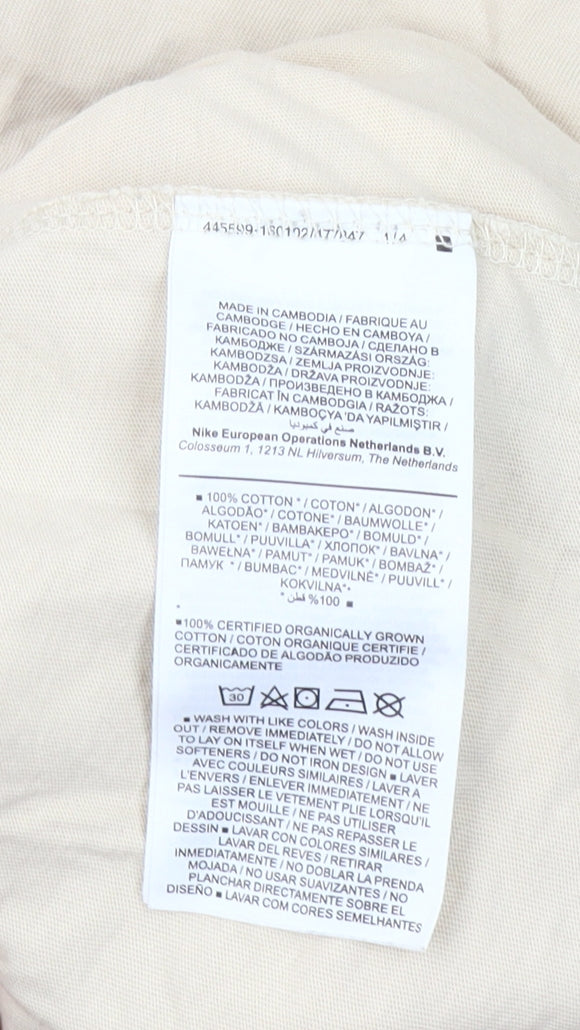 MADE IN CAMBODIA / FABRIQUE AU
CAMBODGE / HECHO EN CAMBOYA /
FABRICADO NO CAMBOJA / СДЕЛАНО В
КАМБОДЖЕ / SZÁRMAZÁSI ORSZÁG:
KAMBODZSA / ZEMLJA PROIZVODNJE:
KAMBODŽA / DRŽAVA PROIZVODNJE:
KAMBODŽA / ПРОИЗВЕДЕНО В КАМБОДЖА /
FABRICAT ÎN CAMBODGIA / RAŽOTS:
KAMBODŽĀ / KAMBOÇYA 'DA YAPILMIŞTIR /
صنع في كمبوديا
Nike European Operations Netherlands B.V.
Colosseum 1, 1213 NL Hilversum, The Netherlands
100% COTTON * / COTON* / ALGODON* /
ALGODÃO* / COTONE* / BAUMWOLLE* /
KATOEN* / ΒΑΜΒΑΚΕΡΟ* / BOMULD* /
BOMULL* / PUUVILLA* / ХЛОПОК* / BAVLNA* /
BAWEŁNA* / PAMUT* / PAMUK* / BOMBAŽ* /
ПАМУК * / BUMBAC* / MEDVILNĖ* / PUUVILL* /
KOKVILNA*
%100 قطن *
*
100% CERTIFIED ORGANICALLY GROWN
COTTON / COTON ORGANIQUE CERTIFIE /
CERTIFICADO DE ALGODÃO PRODUZIDO
ORGANICAMENTE
30
WASH WITH LIKE COLORS / WASH INSIDE
OUT / REMOVE IMMEDIATELY / DO NOT ALLOW
TO LAY ON ITSELF WHEN WET / DO NOT USE
SOFTENERS / DO NOT IRON DESIGN ■ LAVER
AVEC COULEURS SIMILAIRES / LAVER A
L'ENVERS / ENLEVER IMMEDIATEMENT / NE
PAS LAISSER LE VETEMENT PLIE LORSQU'IL
EST MOUILLE / NE PAS UTILISER
D'ADOUCISSANT / NE PAS REPASSER LE
DESSIN ■ LAVAR CON COLORES SIMILARES /
LAVAR DEL REVES / RETIRAR
INMEDIATAMENTE / NO DOBLAR LA PRENDA
MOJADA / NO USAR SUAVIZANTES / NO
PLANCHAR DIRECTAMENTE SOBRE EL
DISEÑO ■ LAVAR COM CORES SEMELHANTES